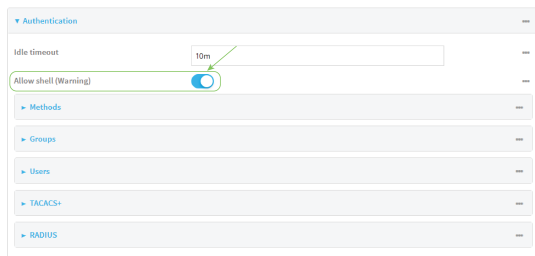 Authentication
Idle timeout
10m
Allow shell (Warning)
Methods
Groups
Users
TACACS+
RADIUS